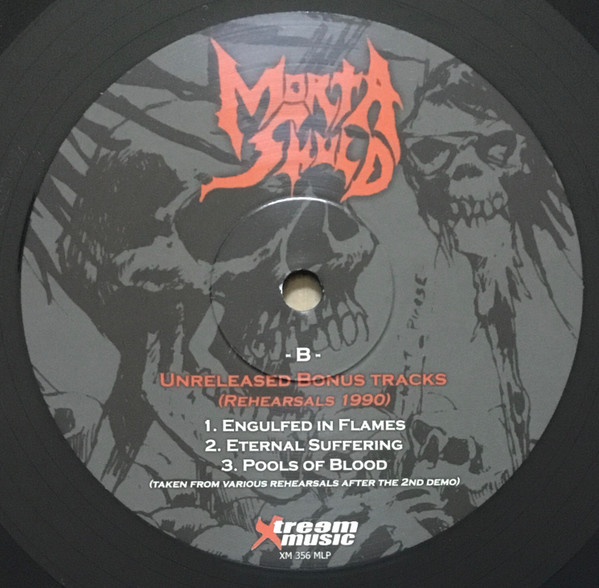 MORTA
SKULD
- B -
UNRELEASED BONUS TRACKS
(REHEARSALS 1990)
1. ENGULFED IN FLAMES
2. ETERNAL SUFFERING
3. POOLS OF BLOOD
(TAKEN FROM VARIOUS REHEARSALS AFTER THE 2ND DEMO)
Xtreem
music
XM 356 MLP